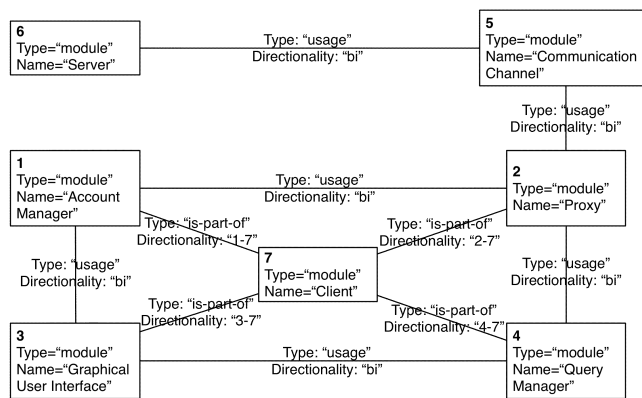 6
Type=“module”
Name=“Server”
Type: “usage”
Directionality: “bi”
5
Type=“module”
Name=“Communication
Channel”
Type: “usage”
Directionality: “bi”
1
Type=“module”
Name=“Account
Manager”
Type: “usage”
Directionality: “bi”
2
Type=“module”
Name=“Proxy”
Type: “is-part-of”
Directionality: “1-7”
Type: “is-part-of”
Directionality: “2-7”
7
Type=“module”
Name=“Client”
Type: “usage”
Directionality: “bi”
Type: “usage”
Directionality: “bi”
Type: “is-part-of”
Directionality: “3-7”
Type: “is-part-of”
Directionality: “4-7”
3
Type=“module”
Name=“Graphical
User Interface”
Type: “usage”
Directionality: “bi”
4
Type=“module”
Name=“Query
Manager”